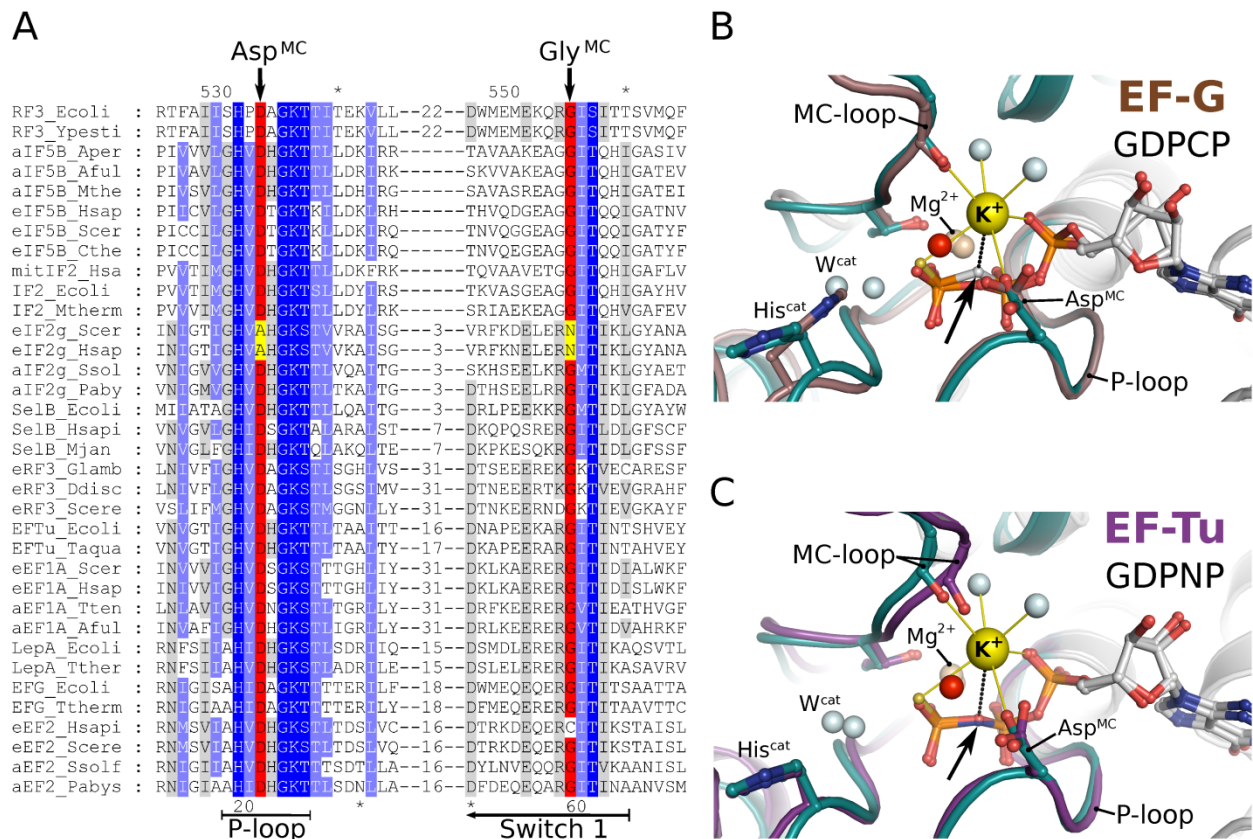 A
Asp MC
Gly MC
530 * 550 *
RF3_Ecoli : RTFAIISHPDAGKTTITEKVLL--22--DWMEMEKQRGISITTSVMQF
RF3_Ypesti : RTFAIISHPDAGKTTITEKVLL--22--DWMEMEKQRGISITTSVMQF
aIF5B_Aper : PIVVVLGHVDHGKTTLLDKIRR------TAVAAKEAGGITQHIGASIV
aIF5B_Aful : PIVAVLGHVDHGKTTLLDRIRK------SKVVAKEAGGITQHIGATEV
aIF5B_Mthe : PIVSVLGHVDHGKTTLLDHIRG------SAVASREAGGITQHIGATEI
eIF5B_Hsap : PIICVLGHVDTGKTKILDKLRH------THVQDGEAGGITQQIGATNV
eIF5B_Scer : PICCILGHVDTGKTKLLDKIRQ------TNVQGGEAGGITQQIGATYF
eIF5B_Cthe : PICCILGHVDTGKTKLLDKIRQ------TNVQEGEAGGITQQIGATYF
mitIF2_Hsa : PVVTIMGHVDHGKTTLLDKFRK------TQVAAVETGGITQHIGAFLV
IF2_Ecoli : PVVTIMGHVDHGKTSLLDYIRS------TKVASGEAGGITQHIGAYHV
IF2_Mtherm : PVVTIMGHVDHGKTSLLDAIRK------SRIAEKEAGGITQHIGAYQV
eIF2g_Scer : INIGTIGHVAHGKSTVVRAISG---3--VRFKDELERNITIKLGYANA
eIF2g_Hsap : INIGTIGHVAHGKSTVVKAISG---3--VRFKNELERNITIKLGYANA
aIF2g_Ssol : VNIGVVGHVDHGKTTLVQAITG---3--SKHSEELKRGMTIKLGYAET
aIF2g_Paby : VNIGMVGHVDHGKTTLTKALTG---3--DTHSEELRRGITIKIGFADA
SelB_Ecoli : MIIATAGHVDHGKTTLLQAITG---3--DRLPEEKKRGMTIDLGYAYW
SelB_Hsapi : VNVGVLGHIDSGKTALARALST---7--DKQPQSRERGITLDLGFSCF
SelB_Mjan : VNVGLFGHIDHGKTQLAKQLTE---7--DKPKESQKRGITIDLGFSSF
eRF3_Glamb : LNIVFIGHVDAGKSTISGHLVS--31--DTSEEEREKGKTVECARESF
eRF3_Ddisc : LNIVFLGHVDAGKSTLSGSIMV--31--DTNEEERTKGKTVEVGRAHF
eRF3_Scere : VSLIFMGHVDAGKSTMGGNLLY--31--DTNKEERNDGKTIEVGKAYF
EFTu_Ecoli : VNVGTIGHVDHGKTTLTAAITT--16--DNAPEEKARGITINTSHVEY
EFTu_Taqua : VNVGTIGHVDHGKTTLTAALTY--17--DKAPEERARGITINTAHVEY
eEF1A_Scer : INVVVIGHVDSGKSTTTGHLIY--31--DKLKAERERGITIDIALWKF
eEF1A_Hsap : INIVVIGHVDSGKSTTTGHLIY--31--DKLKAERERGITIDISLWKF
aEF1A_Tten : LNLAVIGHVDNGKSTLTGRLLY--31--DKLKEERERGVTIEATHVGF
aEF1A_Aful : INVAFIGHVDHGKSTLIGRLLY--15--DRLKEERERGVTIDVAHRKF
LepA_Ecoli : RNFSIIAHIDHGKSTLSDRIIQ--15--DSMDLERERGITIKAQSVTL
LepA_Tther : RNFSIIAHVDHGKSTLADRILE--15--DSLELERERGITIKASAVRV
EFG_Ecoli : RNIGISAHIDAGKTTTTERILF--18--DWMEQEQERGITITSAATTA
EFG_Ttherm : RNIGIAAHIDAGKTTTTERILY--18--DFMEQERERGITITAAVTTC
eEF2_Hsapi : RNMSVIAHVDHGKSTLTDSLVC--16--DTRKDEQERCITIKSTAISL
eEF2_Scere : RNMSVIAHVDHGKSTLTDSLVQ--16--DTRKDEQERGITIKSTAISL
aEF2_Ssolf : RNIGIIAHVDHGKTTTSDTLLA--16--DYLNVEQQRGITVKAANISL
aEF2_Pabys : RNIGIAAHIDHGKTTLSDNLLA--16--DFDEQEQARGITINAANVSM
20 * * 60
P-loop
Switch 1
B
EF-G
GDPCP
MC-loop
Mg2+
K+
Wcat
Hiscat
AspMC
P-loop
C
EF-Tu
GDPNP
MC-loop
Mg2+
K+
Wcat
Hiscat
AspMC
P-loop